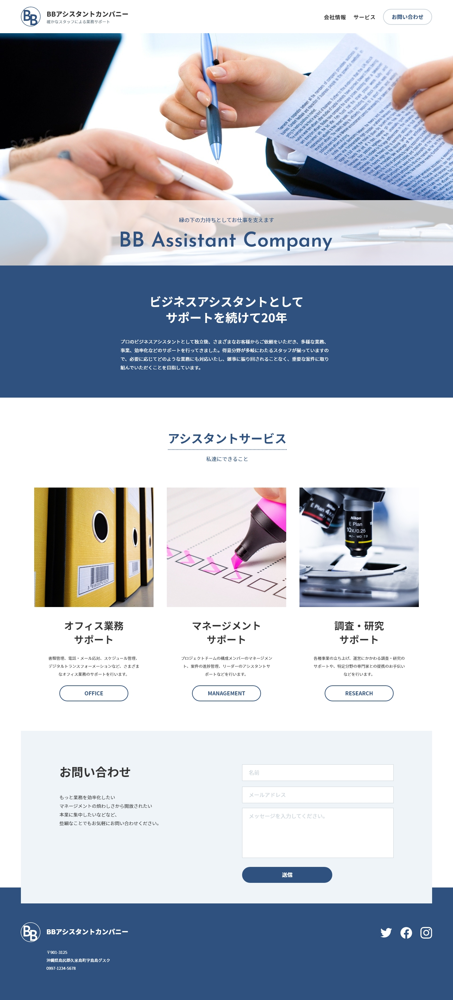 BB
BBアシスタントカンパニー
確かなスタッフによる業務サポート
会社情報 サービス お問い合わせ
縁の下の力持ちとしてお仕事を支えます
BB Assistant Company
ビジネスアシスタントとして
サポートを続けて20年
プロのビジネスアシスタントとして独立後、さまざまなお客様からご依頼をいただき、多様な業務、
事業、効率化などのサポートを行ってきました。得意分野が多岐にわたるスタッフが揃っていますの
で、必要に応じてどのような業務にも対応いたし、雑事に振り回されることなく、重要な案件に取り
組んでいただくことを目指しています。
アシスタントサービス
私達にできること
E Plan 4X
Nikon
E Plan
10X/0.25
∞/- WD 7.0
オフィス業務
サポート
書類管理、電話・メール応対、スケジュール管理、
デジタルトランスフォーメーションなど、さまざま
なオフィス業務のサポートを行います。
OFFICE
マネージメント
サポート
プロジェクトチームの構成メンバーのマネージメン
ト、案件の進捗管理、リーダーのアシスタントサ
ポートなどを行います。
MANAGEMENT
調査・研究
サポート
各種事業の立ち上げ、運営にかかわる調査・研究の
サポートや、特定分野の専門家との提携のお手伝い
などを行います。
RESEARCH
お問い合わせ
もっと業務を効率化したい
マネージメントの煩わしさから開放されたい
本業に集中したいなどなど、
些細なことでもお気軽にお問い合わせください。
名前
メールアドレス
メッセージを入力してください。
送信
BB
BBアシスタントカンパニー
〒901-3125
沖縄県島尻郡久米島町字島島グスク
0997-1234-5678